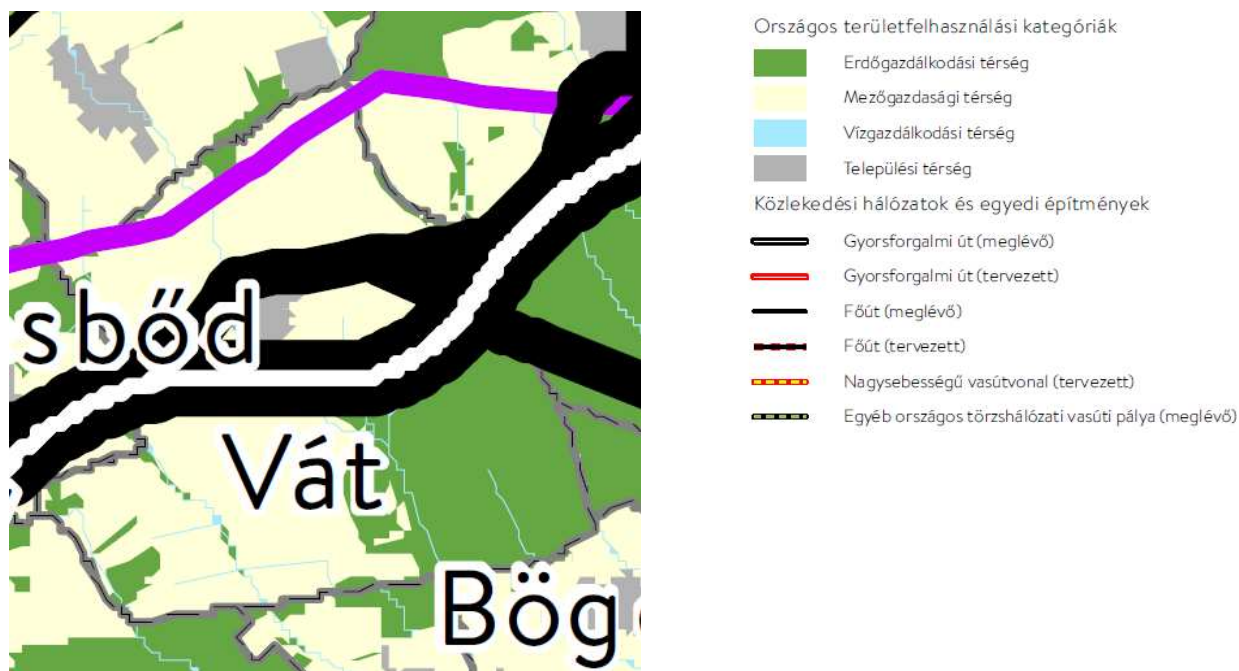 sbőd
Vát
Bög
Országos területfelhasználási kategóriák
Erdőgazdálkodási térség
Mezőgazdasági térség
Vízgazdálkodási térség
Települési térség
Közlekedési hálózatok és egyedi építmények
Gyorsforgalmi út (meglévő)
Gyorsforgalmi út (tervezett)
Főút (meglévő)
Főút (tervezett)
Nagysebességű vasútvonal (tervezett)
Egyéb országos törzshálózati vasúti pálya (meglévő)